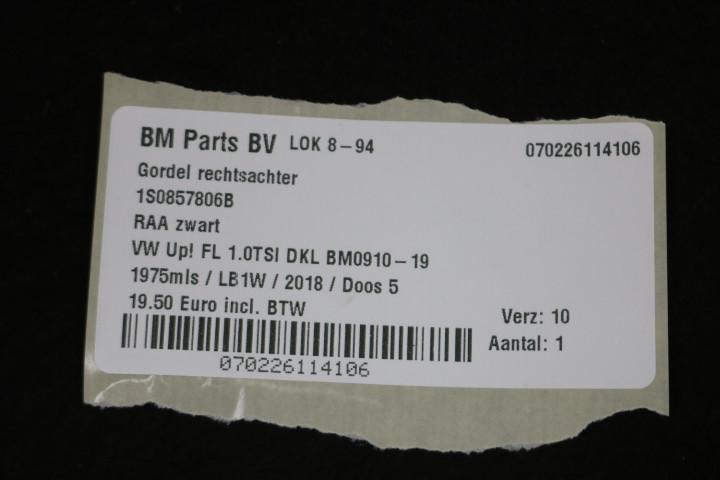 BM Parts BV LOK 8-94 070226114106
Gordel rechtsachter
1S0857806B
RAA zwart
VW Up! FL 1.0TSI DKL BM0910-19
1975mls / LB1W / 2018 / Doos 5
19.50 Euro incl. BTW
Verz: 10
Aantal: 1
070226114106